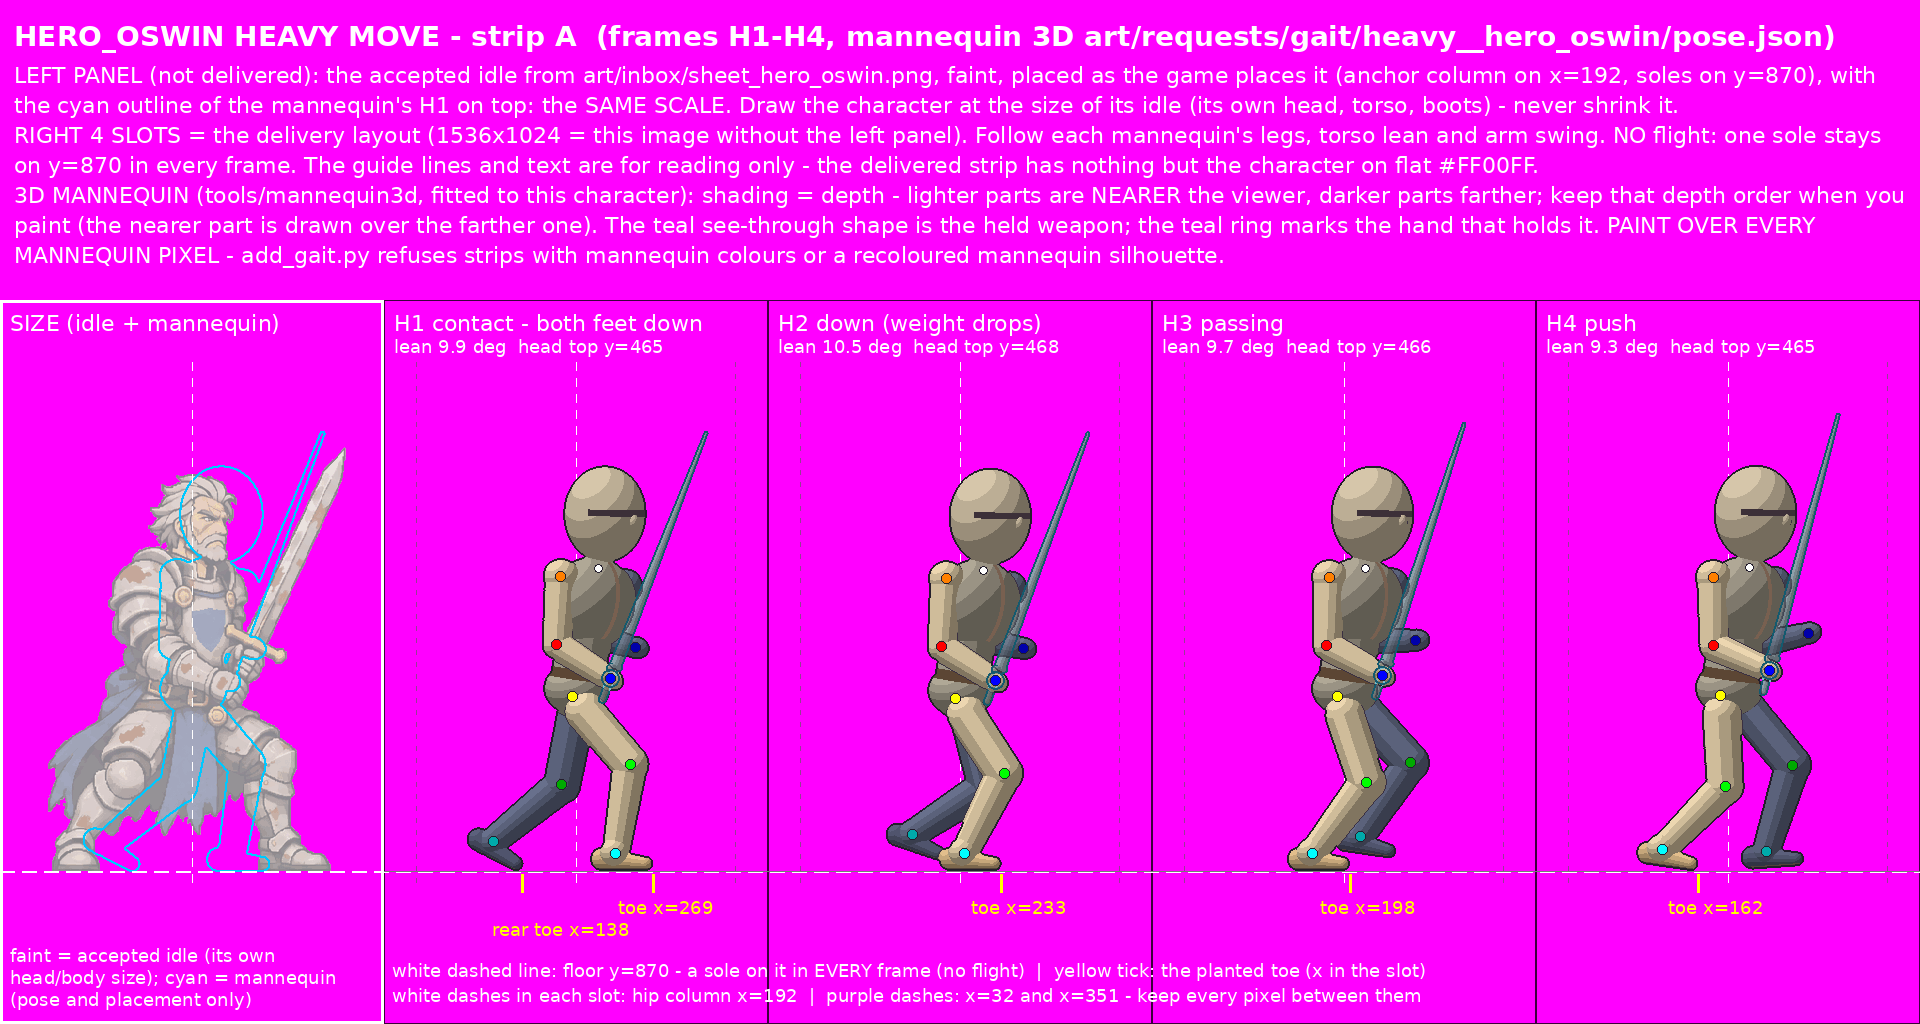 HERO_OSWIN HEAVY MOVE - strip A  (frames H1-H4, mannequin 3D art/requests/gait/heavy__hero_oswin/pose.json)
LEFT PANEL (not delivered): the accepted idle from art/inbox/sheet_hero_oswin.png, faint, placed as the game places it (anchor column on x=192, soles on y=870), with
the cyan outline of the mannequin's H1 on top: the SAME SCALE. Draw the character at the size of its idle (its own head, torso, boots) - never shrink it.
RIGHT 4 SLOTS = the delivery layout (1536x1024 = this image without the left panel). Follow each mannequin's legs, torso lean and arm swing. NO flight: one sole stays
on y=870 in every frame. The guide lines and text are for reading only - the delivered strip has nothing but the character on flat #FF00FF.
3D MANNEQUIN (tools/mannequin3d, fitted to this character): shading = depth - lighter parts are NEARER the viewer, darker parts farther; keep that depth order when you
paint (the nearer part is drawn over the farther one). The teal see-through shape is the held weapon; the teal ring marks the hand that holds it. PAINT OVER EVERY
MANNEQUIN PIXEL - add_gait.py refuses strips with mannequin colours or a recoloured mannequin silhouette.
SIZE (idle + mannequin)
H1 contact - both feet down
lean 9.9 deg  head top y=465
H2 down (weight drops)
lean 10.5 deg  head top y=468
H3 passing
lean 9.7 deg  head top y=466
H4 push
lean 9.3 deg  head top y=465
toe x=269
rear toe x=138
toe x=233
toe x=198
toe x=162
faint = accepted idle (its own
head/body size); cyan = mannequin
(pose and placement only)
white dashed line: floor y=870 - a sole on it in EVERY frame (no flight)  |  yellow tick: the planted toe (x in the slot)
white dashes in each slot: hip column x=192  |  purple dashes: x=32 and x=351 - keep every pixel between them